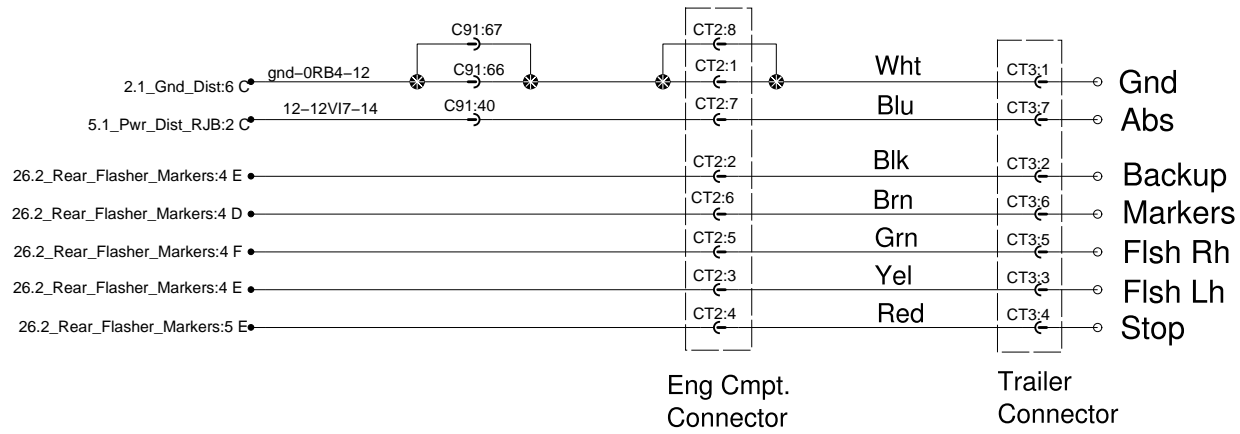 C91:67
CT2:8
gnd-0RB4-12
C91:66
CT2:1
Wht
CT3:1
2.1_Gnd_Dist:6 C
Gnd
12-12VI7-14
C91:40
CT2:7
Blu
CT3:7
5.1_Pwr_Dist_RJB:2 C
Abs
CT2:2
Blk
CT3:2
26.2_Rear_Flasher_Markers:4 E
Backup
CT2:6
Brn
CT3:6
26.2_Rear_Flasher_Markers:4 D
Markers
CT2:5
Grn
CT3:5
26.2_Rear_Flasher_Markers:4 F
Flsh Rh
CT2:3
Yel
CT3:3
26.2_Rear_Flasher_Markers:4 E
Flsh Lh
CT2:4
Red
CT3:4
26.2_Rear_Flasher_Markers:5 E
Stop
Eng Cmpt.
Connector
Trailer
Connector